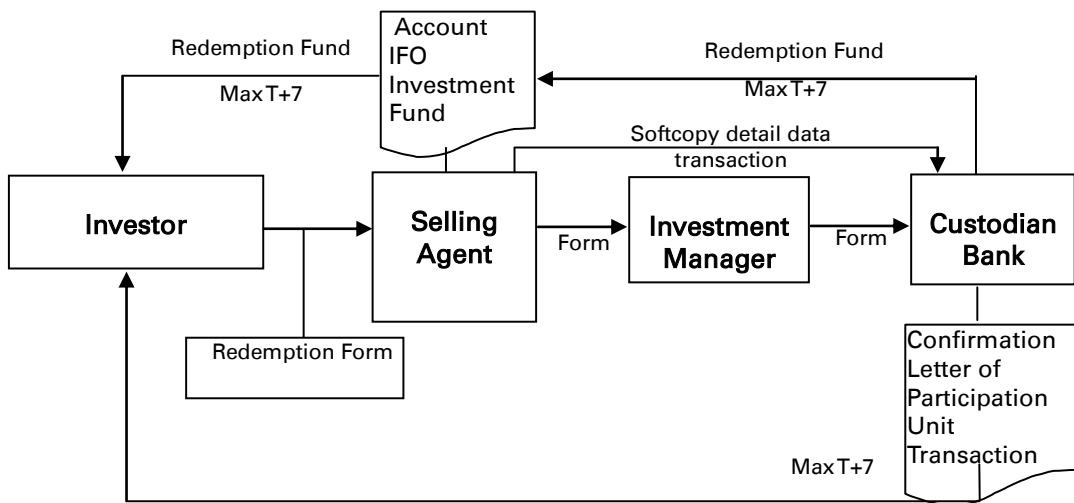 Redemption Fund
Max T+7
Account
IFO
Investment
Fund
Redemption Fund
Max T+7
Softcopy detail data
transaction
Investor
Selling
Agent
Form
Investment
Manager
Form
Custodian
Bank
Redemption Form
Confirmation
Letter of
Participation
Unit
Transaction
Max T+7